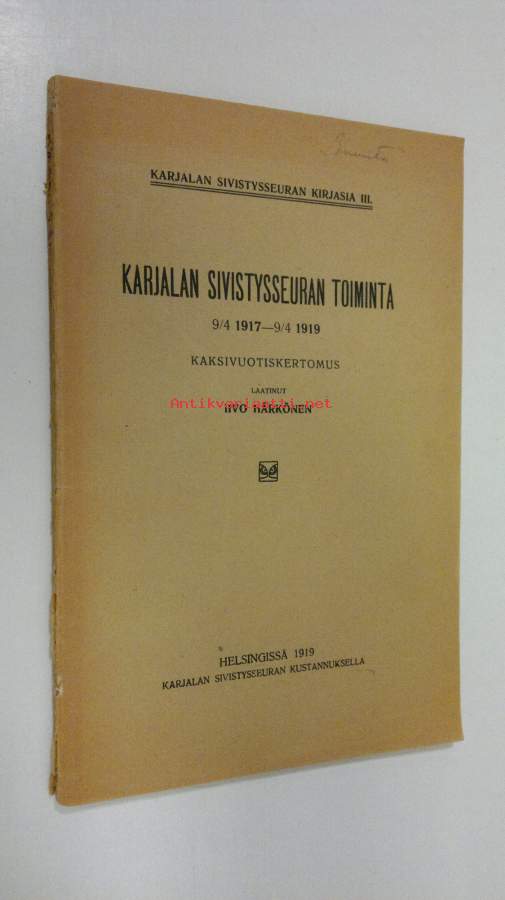 KARJALAN SIVISTYSSEURAN KIRJASIA III.
KARJALAN SIVISTYSSEURAN TOIMINTA
9/4 1917—9/4 1919
KAKSIVUOTISKERTOMUS
LAATINUT
Antikvariaatti.net
IIVO HÄRKÖNEN
HELSINGISSÄ 1919
KARJALAN SIVISTYSSEURAN KUSTANNUKSELLA